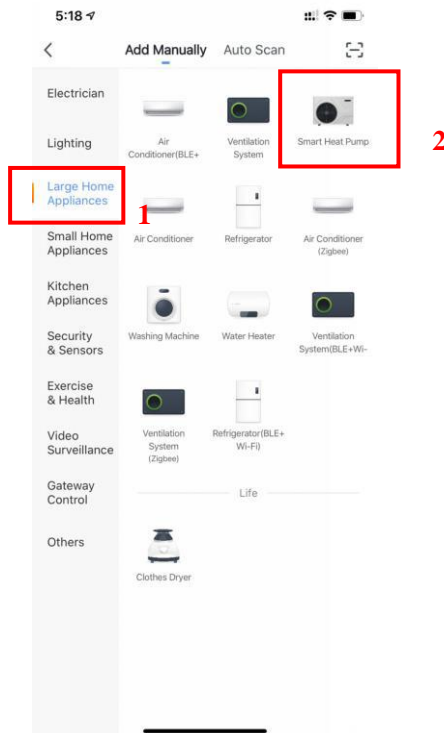 5:18
Add Manually Auto Scan
Electrician
Lighting
Large Home
Appliances
Small Home
Appliances
Kitchen
Appliances
Security
& Sensors
Exercise
& Health
Video
Surveillance
Gateway
Control
Others
1
2
Air
Conditioner(BLE+
Ventilation
System
Smart Heat Pump
Air Conditioner
Refrigerator
Air Conditioner
(Zigbee)
Washing Machine
Water Heater
Ventilation
System(BLE+Wi-
Ventilation
System
(Zigbee)
Refrigerator(BLE+
Wi-Fi)
Life
Clothes Dryer